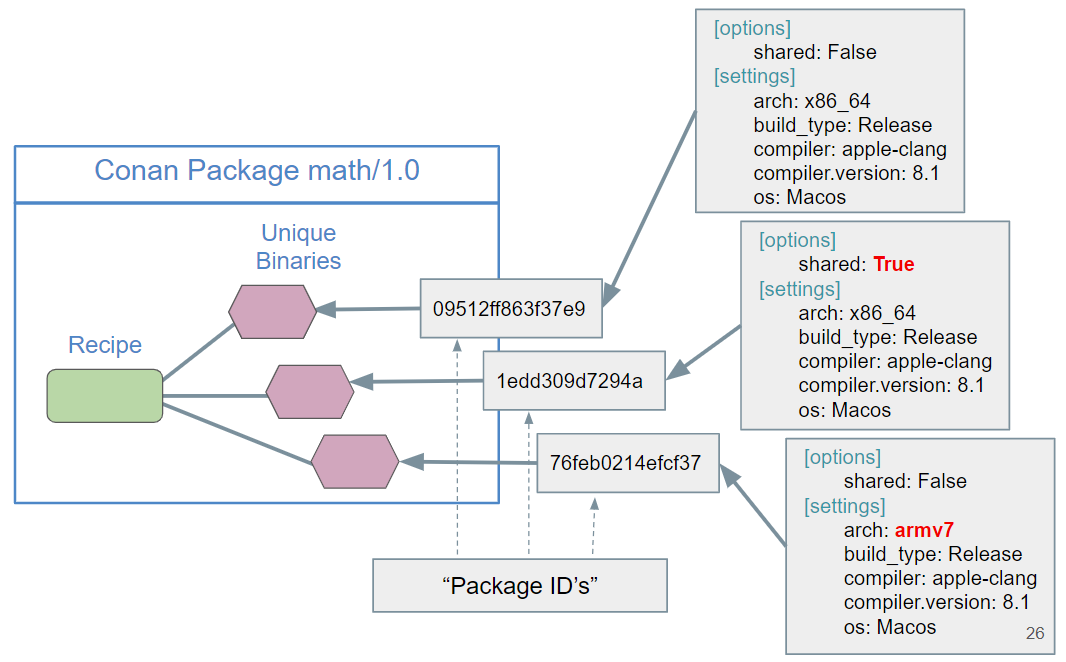 Conan Package math/1.0
Unique
Binaries
Recipe
09512ff863f37e9
1edd309d7294a
76feb0214efcf37
“Package ID’s”
[options]
shared: False
[settings]
arch: x86_64
build_type: Release
compiler: apple-clang
compiler.version: 8.1
os: Macos
[options]
shared: True
[settings]
arch: x86_64
build_type: Release
compiler: apple-clang
compiler.version: 8.1
os: Macos
[options]
shared: False
[settings]
arch: armv7
build_type: Release
compiler: apple-clang
compiler.version: 8.1
os: Macos
26